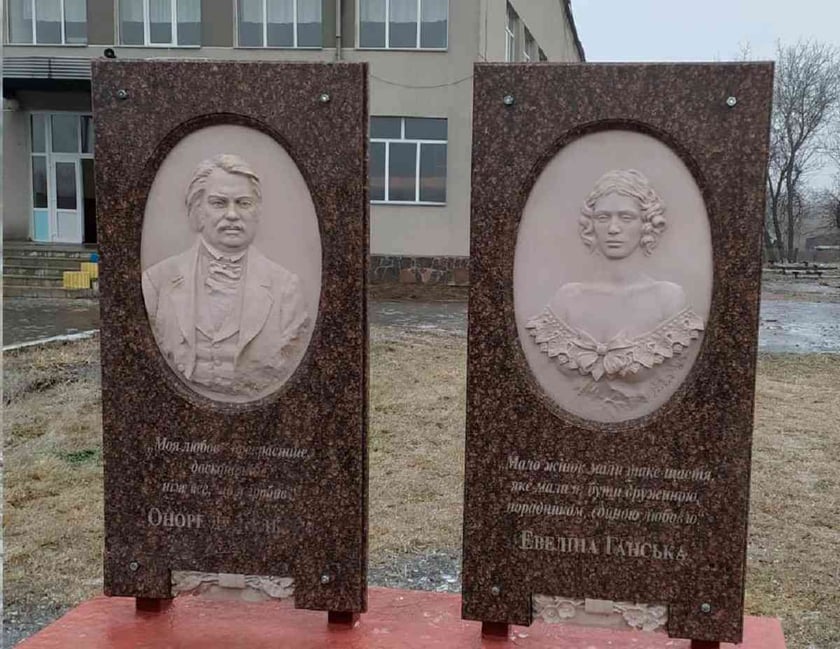 „Моя любов прекрасніше,
ніж все, що я зробив"
ОНОРЕ
„Мало жінок мали таке щастя,
яке мала я, бути дружиною,
порадником, єдиною любов'ю"
ЕВЕЛІНА ГАНСЬКА